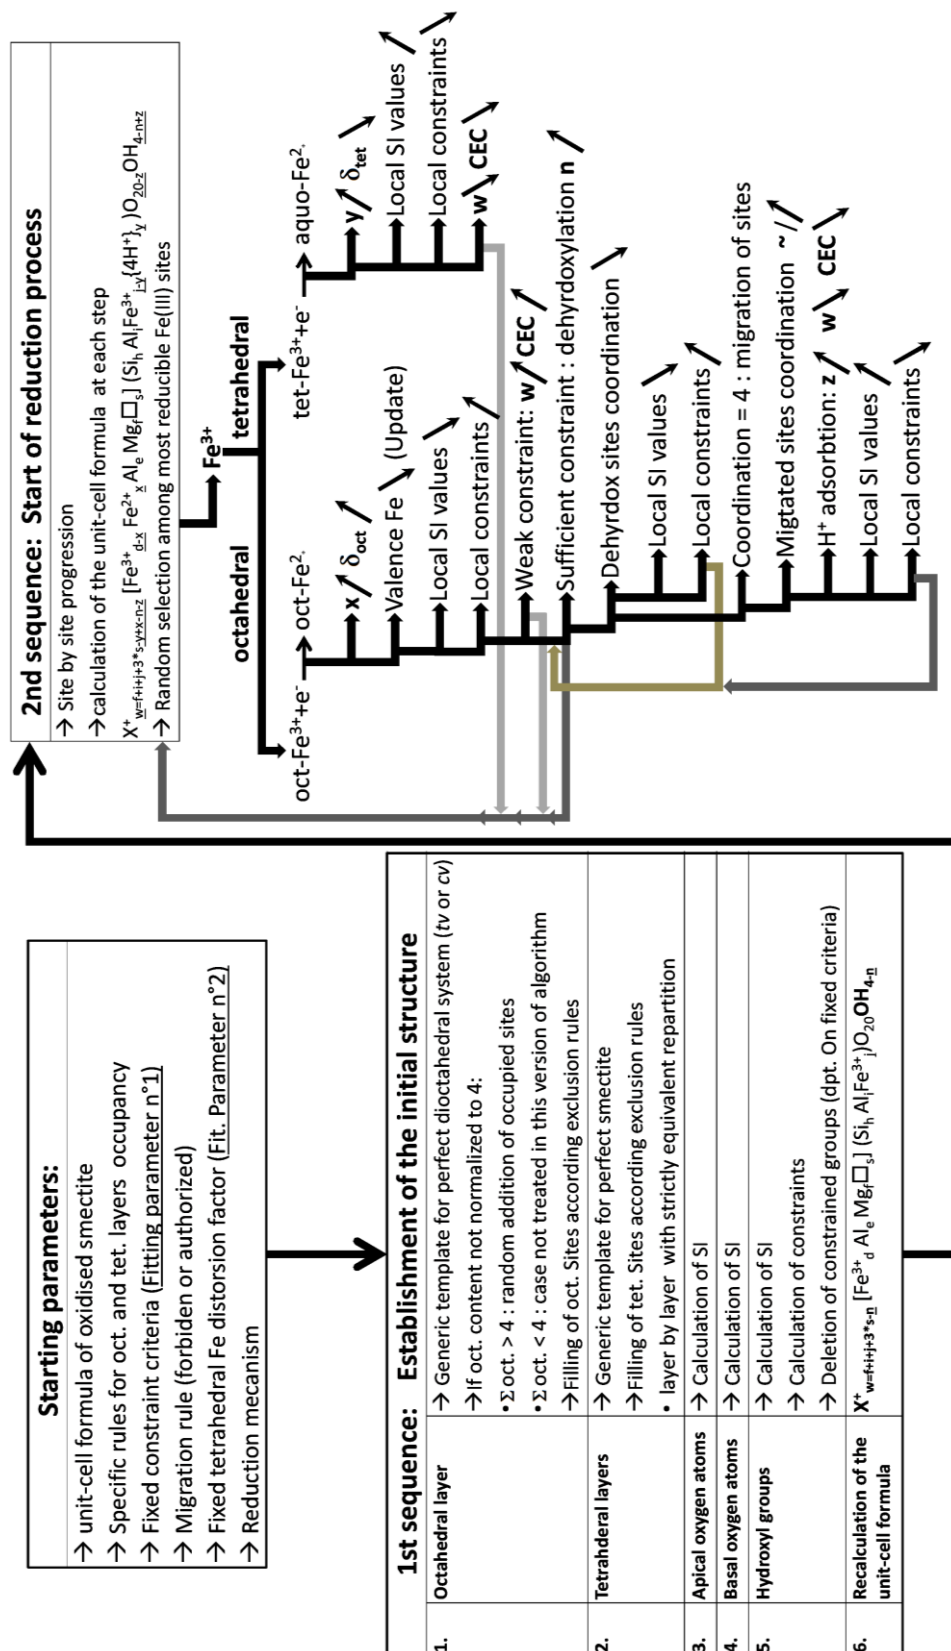 Starting parameters:
→ unit-cell formula of oxidised smectite
→ Specific rules for oct. and tet. layers occupancy
→ Fixed constraint criteria (Fitting parameter n°1)
→ Migration rule (forbiden or authorized)
→ Fixed tetrahedral Fe distorsion factor (Fit. Parameter n°2)
→ Reduction mecanism
1st sequence: Establishment of the initial structure
1. Octahedral layer
→ Generic template for perfect dioctahedral system (tv or cv)
→ If oct. content not normalized to 4:
• Σ oct. > 4 : random addition of occupied sites
• Σ oct. < 4 : case not treated in this version of algorithm
→ Filling of oct. Sites according exclusion rules
2. Tetrahderal layers
→ Generic template for perfect smectite
→ Filling of tet. Sites according exclusion rules
• layer by layer with strictly equivalent repartition
3. Apical oxygen atoms → Calculation of SI
4. Basal oxygen atoms → Calculation of SI
5. Hydroxyl groups → Calculation of SI
→ Calculation of constraints
→ Deletion of constrained groups (dpt. On fixed criteria)
6. Recalculation of the
unit-cell formula
X⁺w=f+i+j+3*s-n [Fe³⁺d Ale Mgf□s] (Sih AliFe³⁺j)O20OH4-n
2nd sequence: Start of reduction process
→ Site by site progression
→ calculation of the unit-cell formula at each step
X⁺w=f+i+j+3*s-y+x-n-z [Fe³⁺d-x Fe²⁺x Ale Mgf□s] (Sih AliFe³⁺j-y{4H⁺}y )O20-zOH4-n+z
→ Random selection among most reducible Fe(III) sites
Fe³⁺
octahedral
tetrahedral
oct-Fe³⁺+e⁻ → oct-Fe²·
x ↗ δoct ↗
Valence Fe ↘ (Update)
Local SI values ↗
Local constraints ↗
Weak constraint: w ↗ CEC ↗
Sufficient constraint : dehyrdoxylation n ↗
Dehyrdox sites coordination ↘
Local SI values ↘
Local constraints ↗
Coordination = 4 : migration of sites
Migtated sites coordination ~ / ↗
H⁺ adsorbtion: z ↗ w ↘ CEC ↘
Local SI values ↗
Local constraints ↘
tet-Fe³⁺+e⁻ → aquo-Fe²·
y ↗ δtet ↘
Local SI values ↗
Local constraints ↘
w ↘ CEC ↘